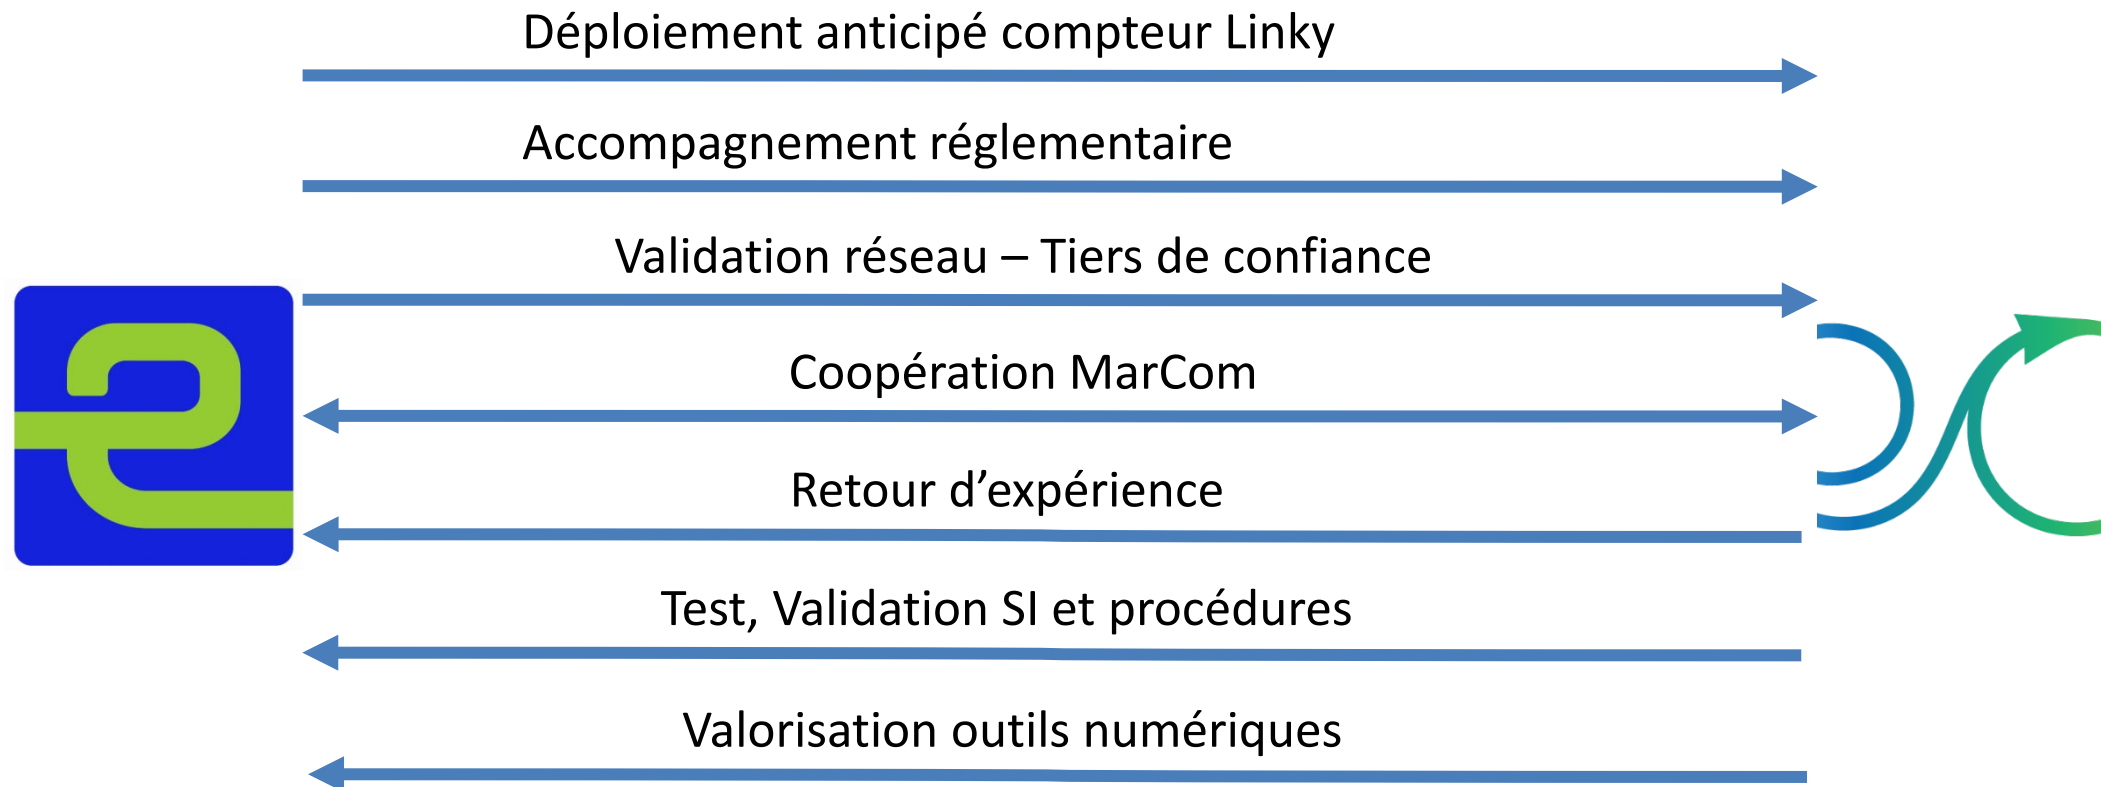 Déploiement anticipé compteur Linky
Accompagnement réglementaire
Validation réseau – Tiers de confiance
Coopération MarCom
Retour d’expérience
Test, Validation SI et procédures
Valorisation outils numériques